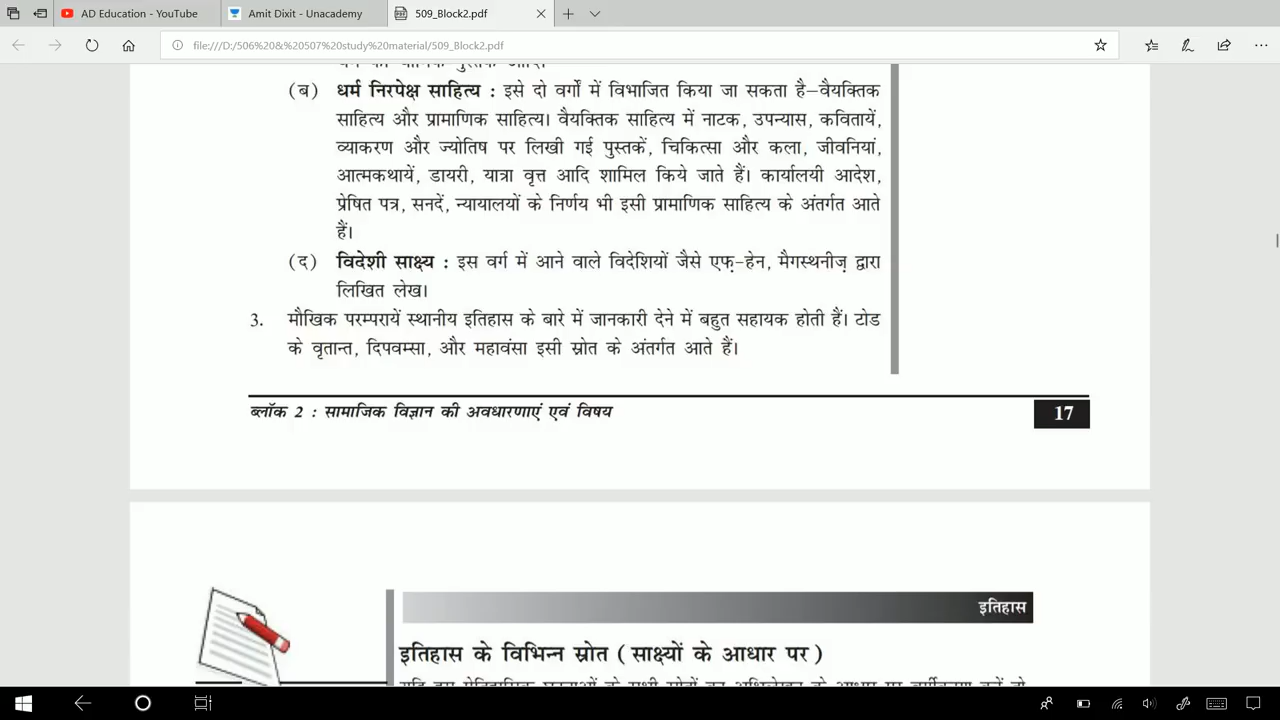 AD Education - YouTube
Amit Dixit - Unacademy
509_Block2.pdf
file:///D:/506%20&%20507%20study%20material/509_Block2.pdf
(ब) धर्म निरपेक्ष साहित्य : इसे दो वर्गों में विभाजित किया जा सकता है–वैयक्तिक
साहित्य और प्रामाणिक साहित्य। वैयक्तिक साहित्य में नाटक, उपन्यास, कवितायें,
व्याकरण और ज्योतिष पर लिखी गई पुस्तकें, चिकित्सा और कला, जीवनियां,
आत्मकथायें, डायरी, यात्रा वृत्त आदि शामिल किये जाते हैं। कार्यालयी आदेश,
प्रेषित पत्र, सनदें, न्यायालयों के निर्णय भी इसी प्रामाणिक साहित्य के अंतर्गत आते
हैं।
(द) विदेशी साक्ष्य : इस वर्ग में आने वाले विदेशियों जैसे एफ़-हेन, मैगस्थनीज़ द्वारा
लिखित लेख।
3. मौखिक परम्परायें स्थानीय इतिहास के बारे में जानकारी देने में बहुत सहायक होती हैं। टोड
के वृतान्त, दिपवम्सा, और महावंसा इसी स्रोत के अंतर्गत आते हैं।
ब्लॉक 2 : सामाजिक विज्ञान की अवधारणाएं एवं विषय
17
इतिहास
इतिहास के विभिन्न स्रोत (साक्ष्यों के आधार पर)